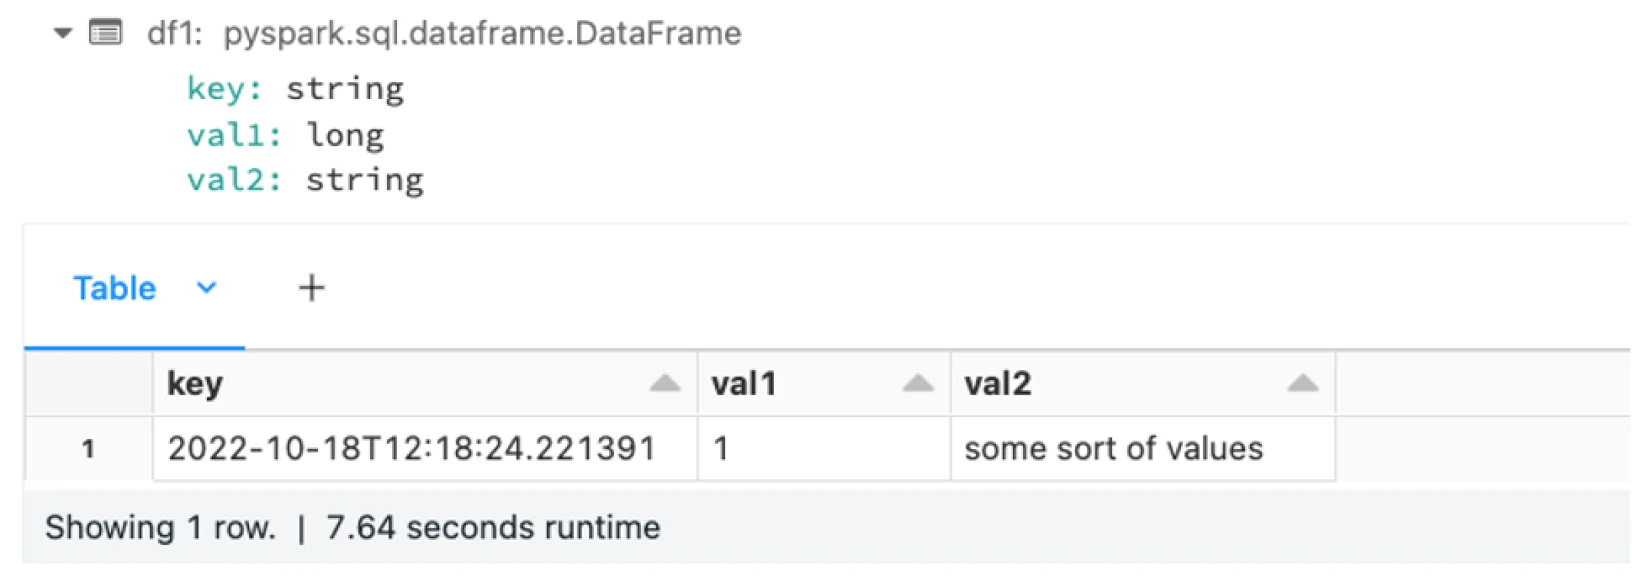 df1: pyspark.sql.dataframe.DataFrame
key: string
val1: long
val2: string
Table +
key val1 val2
1 2022-10-18T12:18:24.221391 1 some sort of values
Showing 1 row. | 7.64 seconds runtime